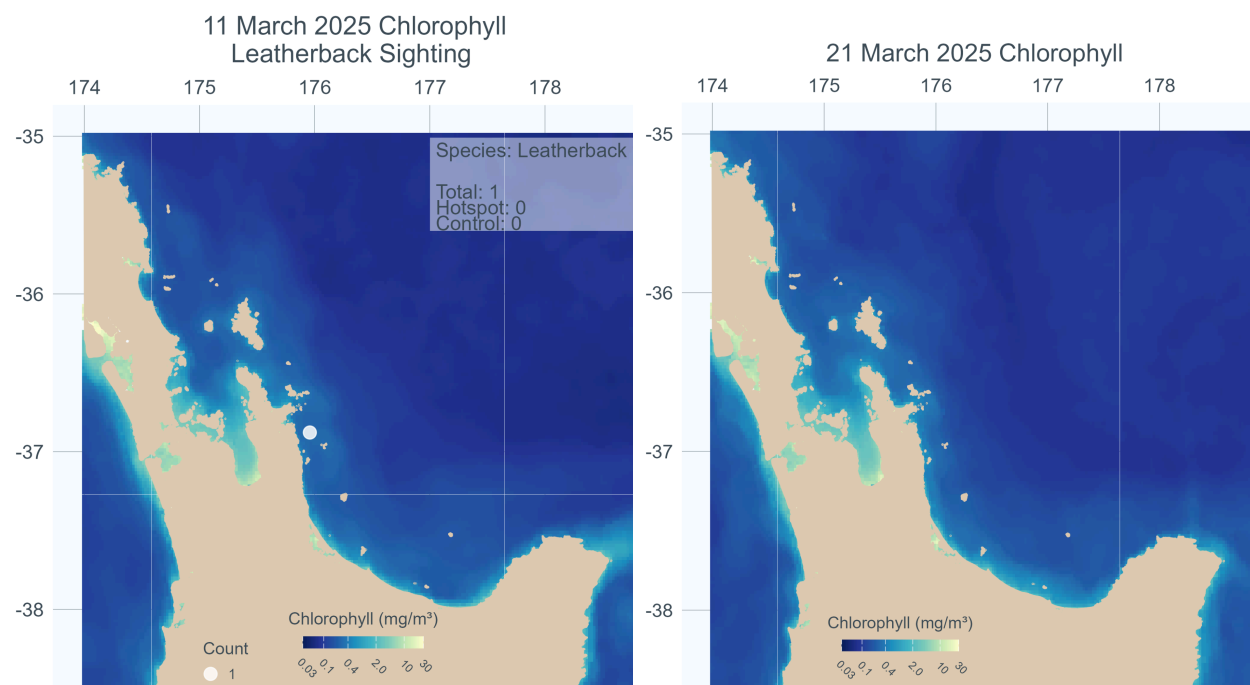 11 March 2025 Chlorophyll
Leatherback Sighting
174 175 176 177 178
-35
Species: Leatherback
Total: 1
Hotspot: 0
Control: 0
-36
-37
-38
Chlorophyll (mg/m³)
0.03 0.1 0.4 2.0 10 30
Count
1
21 March 2025 Chlorophyll
174 175 176 177 178
-35
-36
-37
-38
Chlorophyll (mg/m³)
0.03 0.1 0.4 2.0 10 30